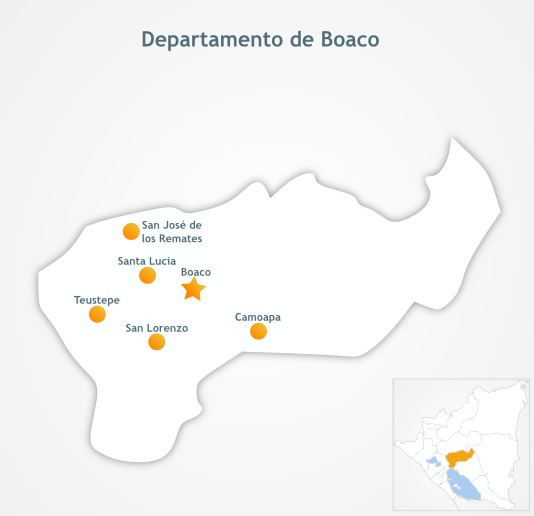 Departamento de Boaco
San José de
los Remates
Santa Lucia
Boaco
Teustepe
Camoapa
San Lorenzo